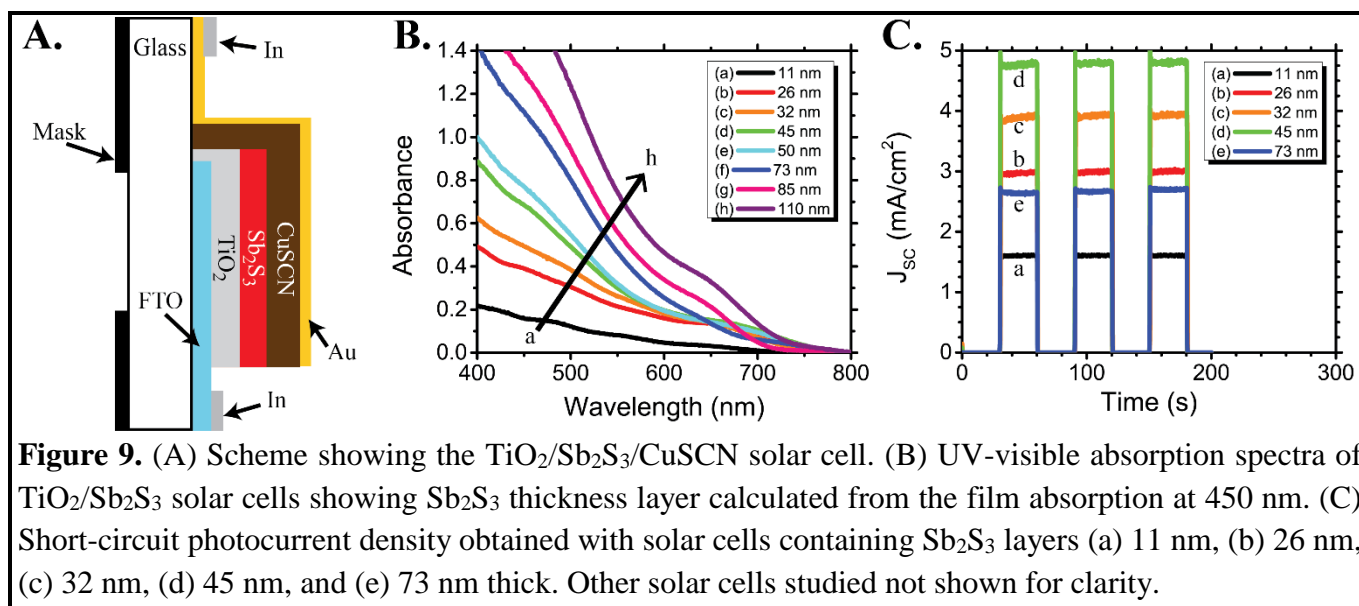 A.
Glass
In
Mask
TiO₂
Sb₂S₃
CuSCN
FTO
Au
In
B.
1.4
1.2
1.0
0.8
0.6
0.4
0.2
0.0
Absorbance
400 500 600 700 800
Wavelength (nm)
(a) 11 nm
(b) 26 nm
(c) 32 nm
(d) 45 nm
(e) 50 nm
(f) 73 nm
(g) 85 nm
(h) 110 nm
h
a
C.
5
4
3
2
1
0
J_SC (mA/cm²)
0 100 200 300
Time (s)
(a) 11 nm
(b) 26 nm
(c) 32 nm
(d) 45 nm
(e) 73 nm
d
c
b
e
a
Figure 9. (A) Scheme showing the TiO₂/Sb₂S₃/CuSCN solar cell. (B) UV-visible absorption spectra of
TiO₂/Sb₂S₃ solar cells showing Sb₂S₃ thickness layer calculated from the film absorption at 450 nm. (C)
Short-circuit photocurrent density obtained with solar cells containing Sb₂S₃ layers (a) 11 nm, (b) 26 nm,
(c) 32 nm, (d) 45 nm, and (e) 73 nm thick. Other solar cells studied not shown for clarity.